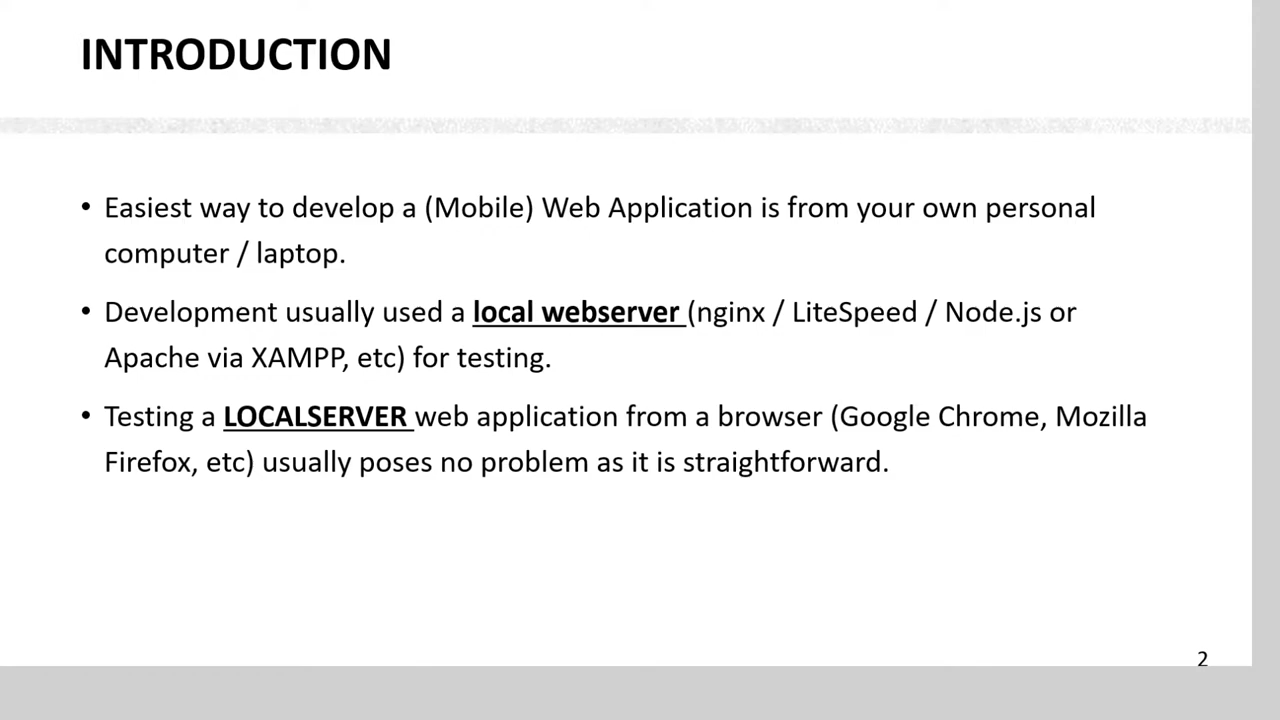 INTRODUCTION
• Easiest way to develop a (Mobile) Web Application is from your own personal
computer / laptop.
• Development usually used a local webserver (nginx / LiteSpeed / Node.js or
Apache via XAMPP, etc) for testing.
• Testing a LOCALSERVER web application from a browser (Google Chrome, Mozilla
Firefox, etc) usually poses no problem as it is straightforward.
2